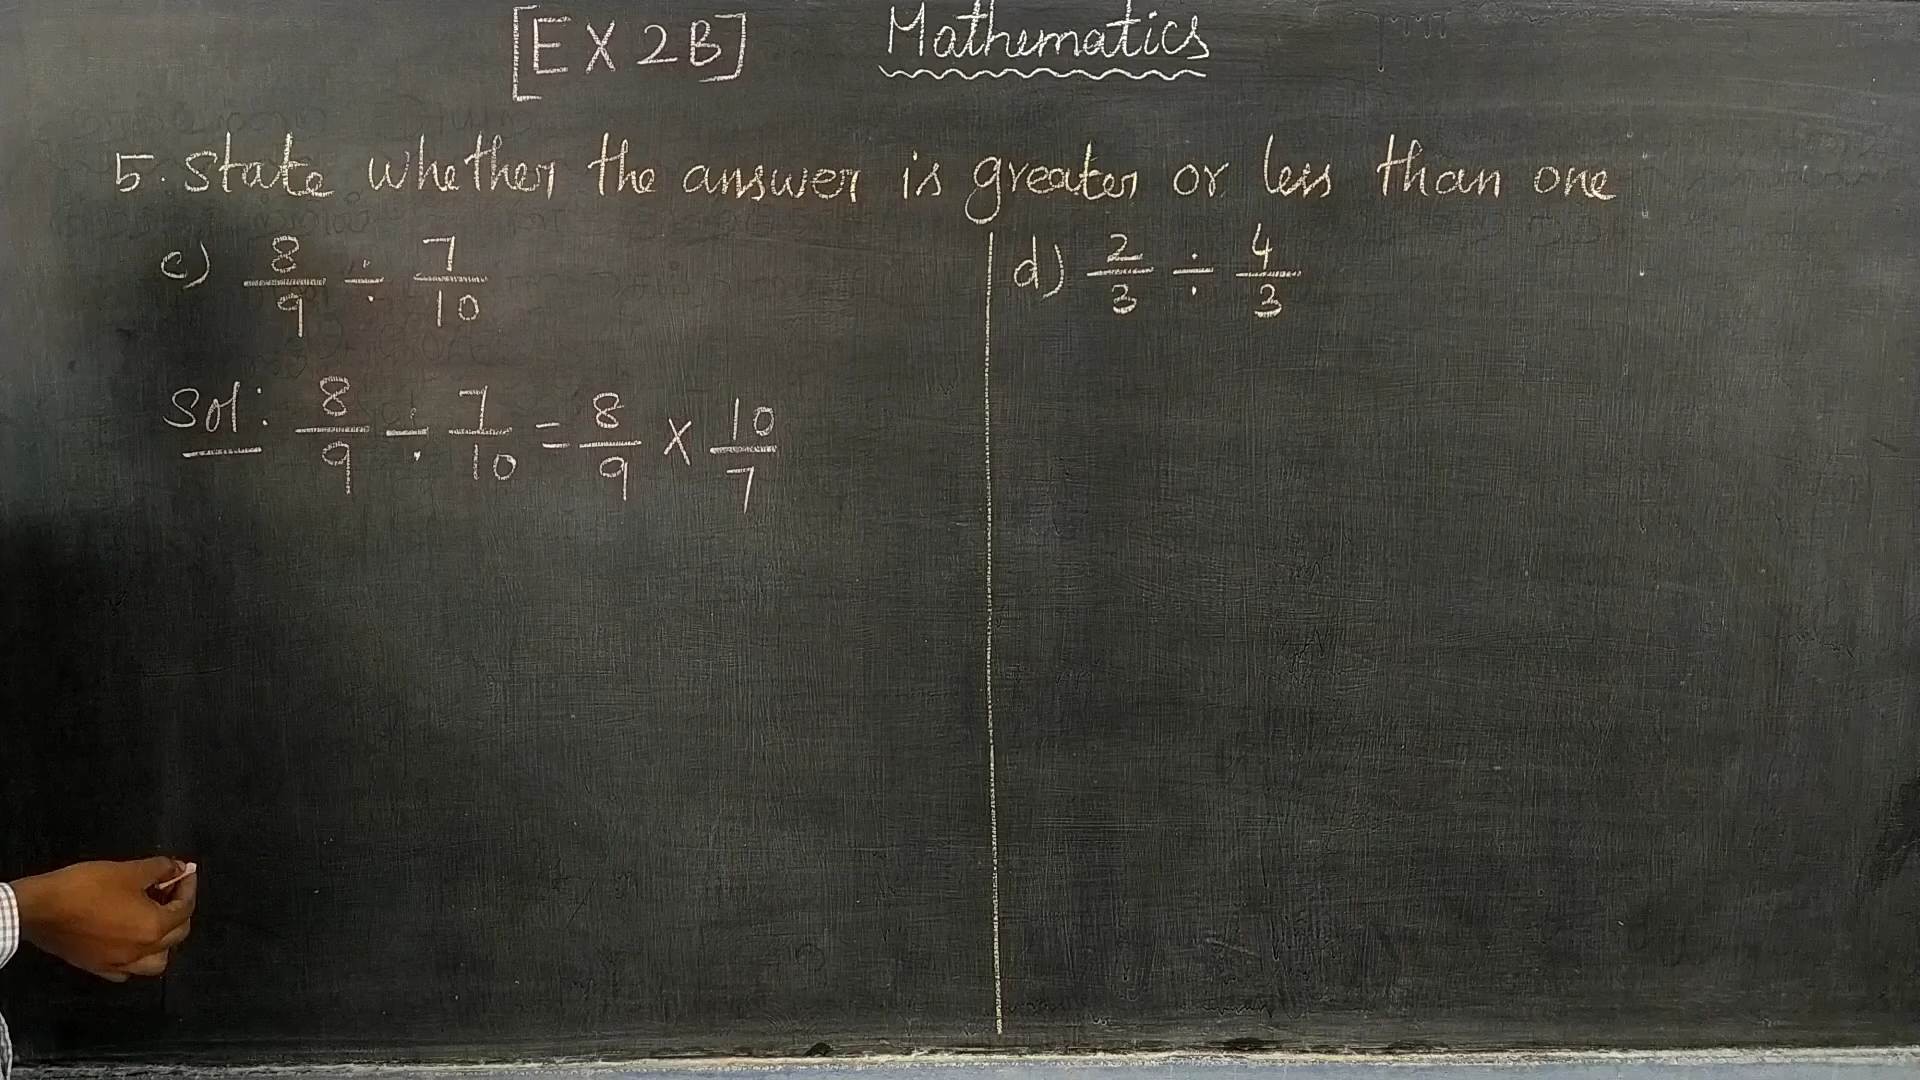 [EX 2B] Mathematics
5. State whether the answer is greater or less than one
c) 8/9 ÷ 7/10
d) 2/3 ÷ 4/3
Sol: 8/9 ÷ 7/10 = 8/9 × 10/7